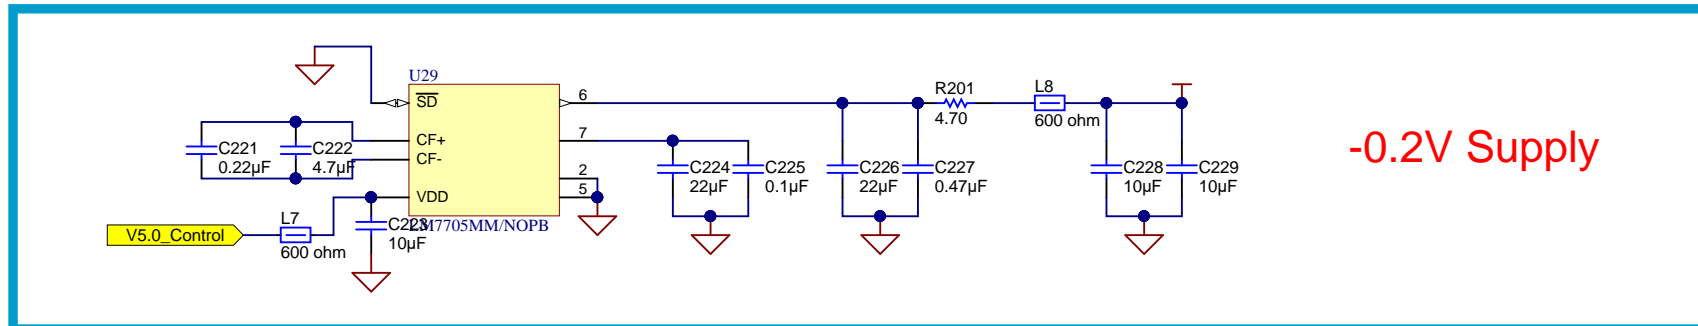 U29
SD
6
CF+
7
CF-
2
VDD
5
LM7705MM/NOPB
C221
0.22µF
C222
4.7µF
V5.0_Control
L7
600 ohm
C223
10µF
C224
22µF
C225
0.1µF
C226
22µF
C227
0.47µF
R201
4.70
L8
600 ohm
C228
10µF
C229
10µF
-0.2V Supply